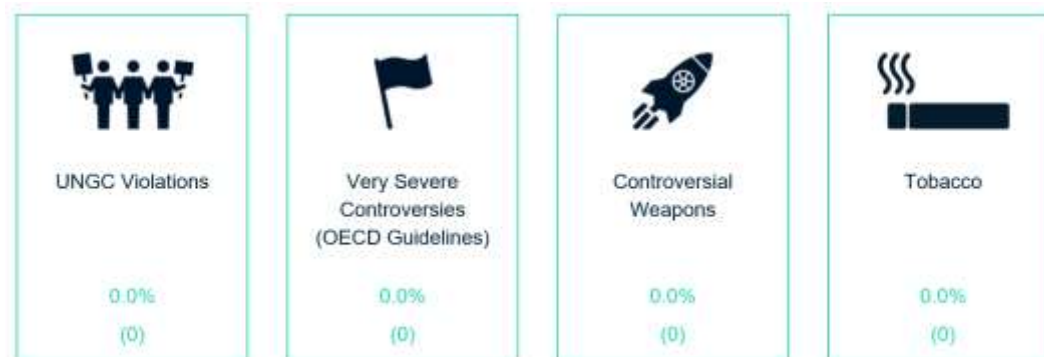 UNGC Violations
0.0%
(0)
Very Severe
Controversies
(OECD Guidelines)
0.0%
(0)
Controversial
Weapons
0.0%
(0)
Tobacco
0.0%
(0)